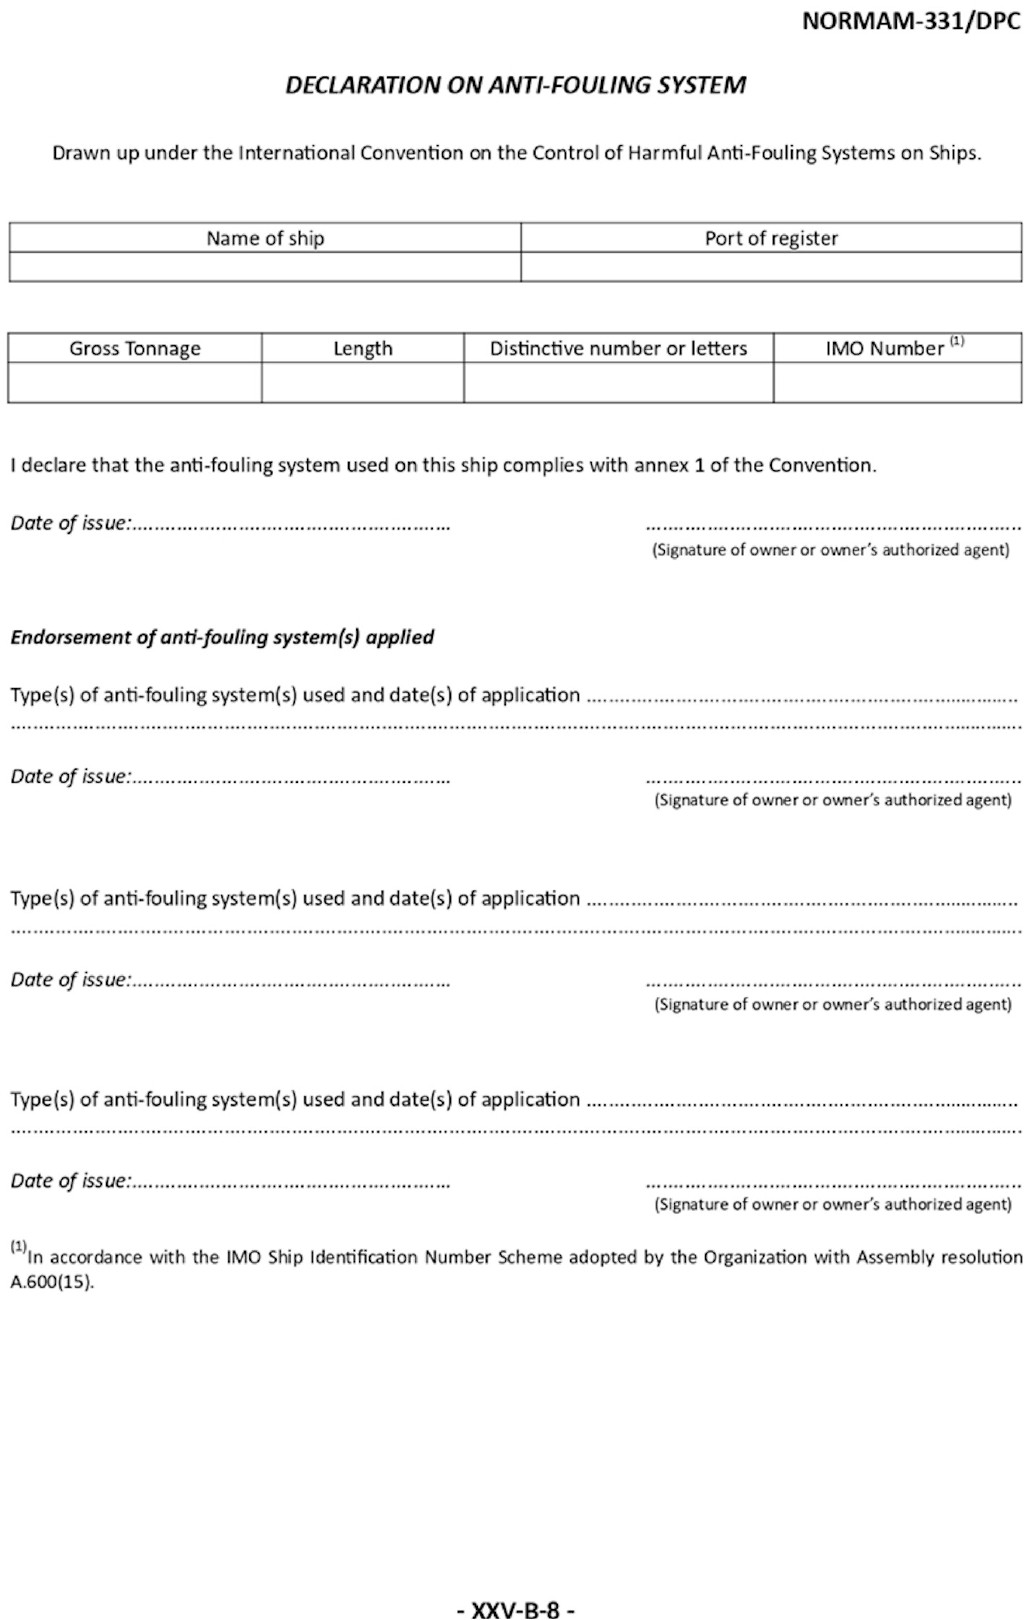 NORMAM-331/DPC
DECLARATION ON ANTI-FOULING SYSTEM
Drawn up under the International Convention on the Control of Harmful Anti-Fouling Systems on Ships.
Name of ship Port of register
Gross Tonnage Length Distinctive number or letters IMO Number (1)
I declare that the anti-fouling system used on this ship complies with annex 1 of the Convention.
Date of issue:.......................................................... ....................................................................
(Signature of owner or owner's authorized agent)
Endorsement of anti-fouling system(s) applied
Type(s) of anti-fouling system(s) used and date(s) of application ..............................................................................
....................................................................................................................................................................................
Date of issue:.......................................................... ....................................................................
(Signature of owner or owner's authorized agent)
Type(s) of anti-fouling system(s) used and date(s) of application ..............................................................................
....................................................................................................................................................................................
Date of issue:.......................................................... ....................................................................
(Signature of owner or owner's authorized agent)
Type(s) of anti-fouling system(s) used and date(s) of application ..............................................................................
....................................................................................................................................................................................
Date of issue:.......................................................... ....................................................................
(Signature of owner or owner's authorized agent)
(1)In accordance with the IMO Ship Identification Number Scheme adopted by the Organization with Assembly resolution
A.600(15).
- XXV-B-8 -